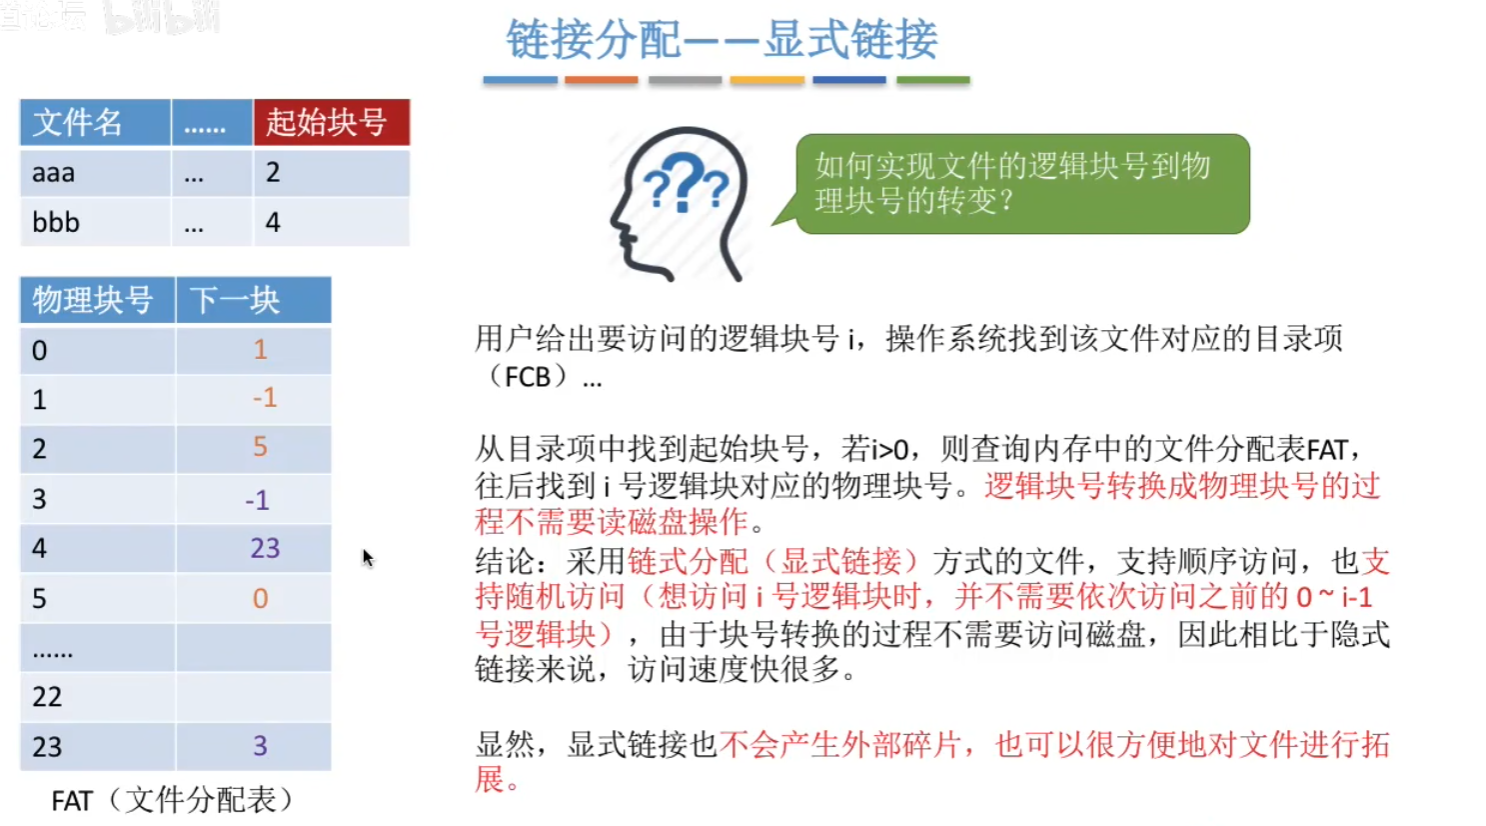 bilibili
链接分配——显式链接
文件名 …… 起始块号
aaa … 2
bbb … 4
???
如何实现文件的逻辑块号到物
理块号的转变？
物理块号 下一块
0 1
1 -1
2 5
3 -1
4 23
5 0
……
22
23 3
FAT（文件分配表）
用户给出要访问的逻辑块号 i，操作系统找到该文件对应的目录项
（FCB）…
从目录项中找到起始块号，若i>0，则查询内存中的文件分配表FAT，
往后找到 i 号逻辑块对应的物理块号。逻辑块号转换成物理块号的过
程不需要读磁盘操作。
结论：采用链式分配（显式链接）方式的文件，支持顺序访问，也支
持随机访问（想访问 i 号逻辑块时，并不需要依次访问之前的 0 ~ i-1
号逻辑块），由于块号转换的过程不需要访问磁盘，因此相比于隐式
链接来说，访问速度快很多。
显然，显式链接也不会产生外部碎片，也可以很方便地对文件进行拓
展。